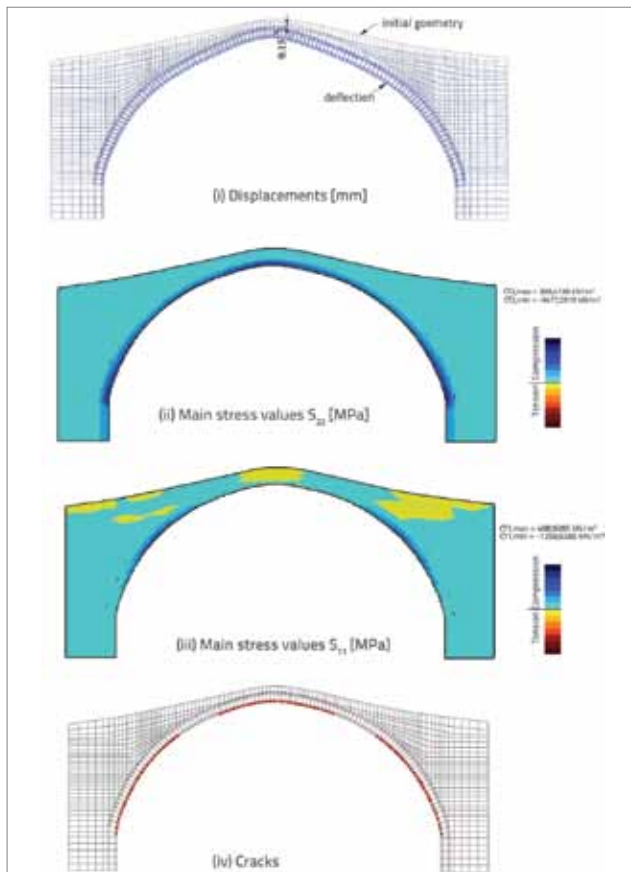 initial goemetry
deflection
(i) Displacements [mm]
Tension Compression
(ii) Main stress values S22 [MPa]
Tension Compression
(iii) Main stress values S11 [MPa]
(iv) Cracks